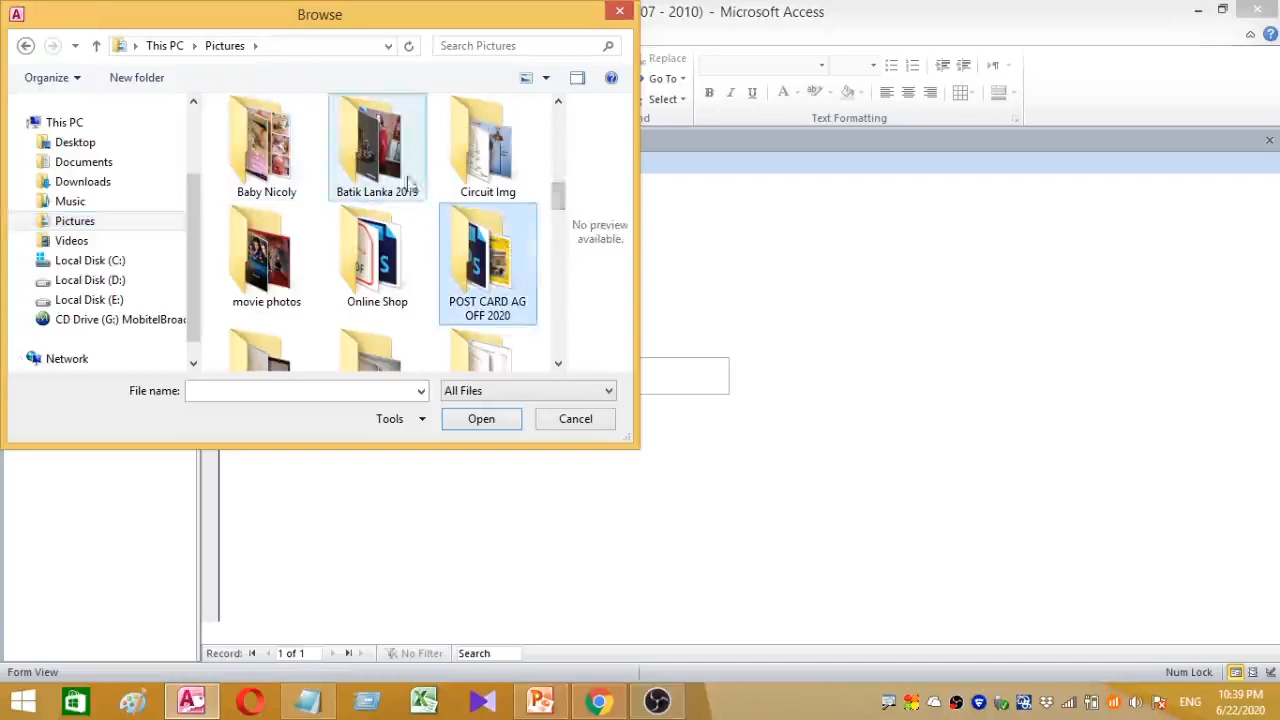 Browse
07 - 2010) - Microsoft Access
This PC
Pictures
Search Pictures
Replace
Go To
Select
nd
Text Formatting
Organize
New folder
This PC
Desktop
Documents
Downloads
Music
Pictures
Videos
Local Disk (C:)
Local Disk (D:)
Local Disk (E:)
CD Drive (G:) MobitelBroad
Network
Baby Nicoly
Batik Lanka 2019
Circuit Img
movie photos
Online Shop
POST CARD AG
OFF 2020
No preview
available.
File name:
All Files
Tools
Open
Cancel
Record:
1 of 1
No Filter
Search
Form View
Num Lock
ENG
10:39 PM
6/22/2020